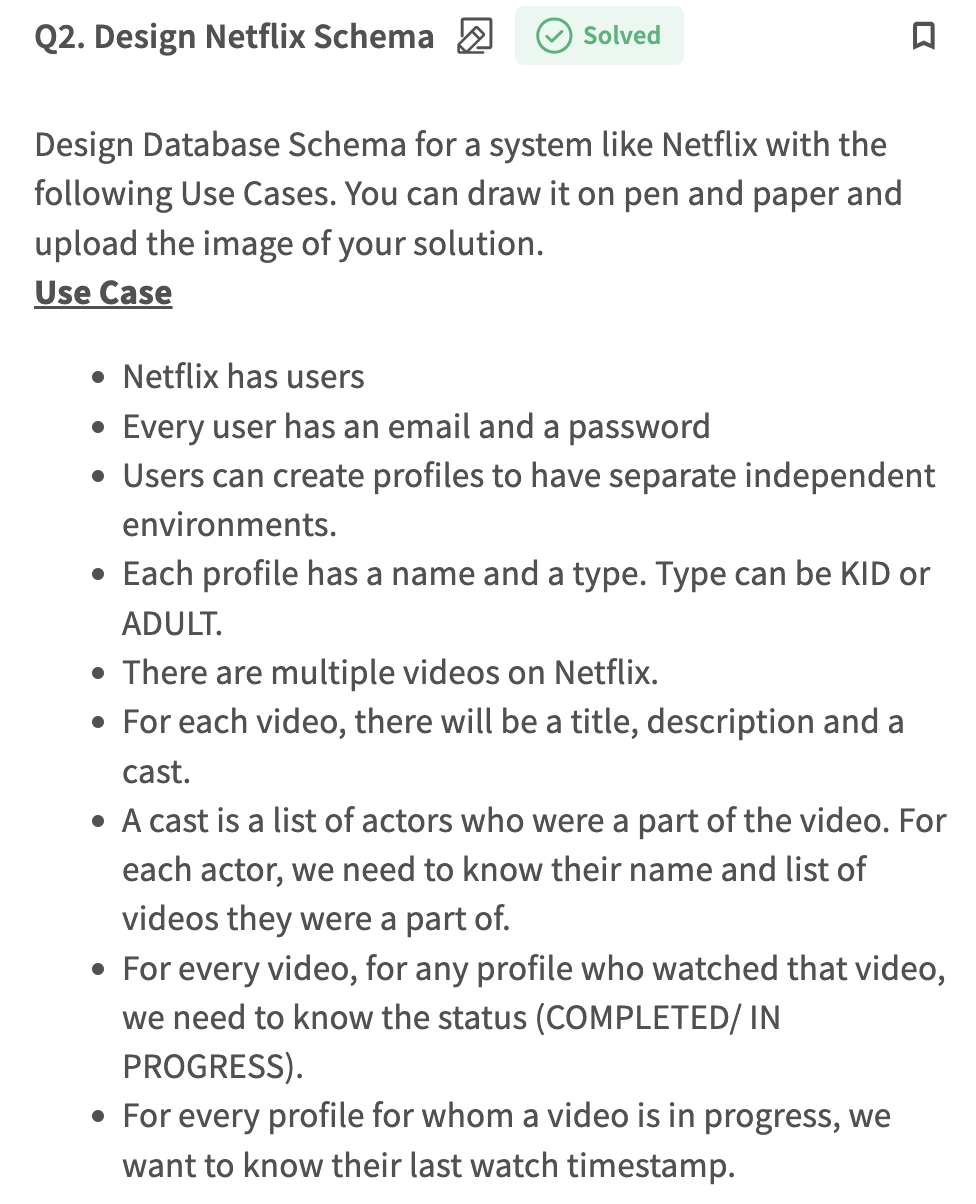 Q2. Design Netflix Schema Solved
Design Database Schema for a system like Netflix with the
following Use Cases. You can draw it on pen and paper and
upload the image of your solution.
Use Case
• Netflix has users
• Every user has an email and a password
• Users can create profiles to have separate independent
environments.
• Each profile has a name and a type. Type can be KID or
ADULT.
• There are multiple videos on Netflix.
• For each video, there will be a title, description and a
cast.
• A cast is a list of actors who were a part of the video. For
each actor, we need to know their name and list of
videos they were a part of.
• For every video, for any profile who watched that video,
we need to know the status (COMPLETED/ IN
PROGRESS).
• For every profile for whom a video is in progress, we
want to know their last watch timestamp.